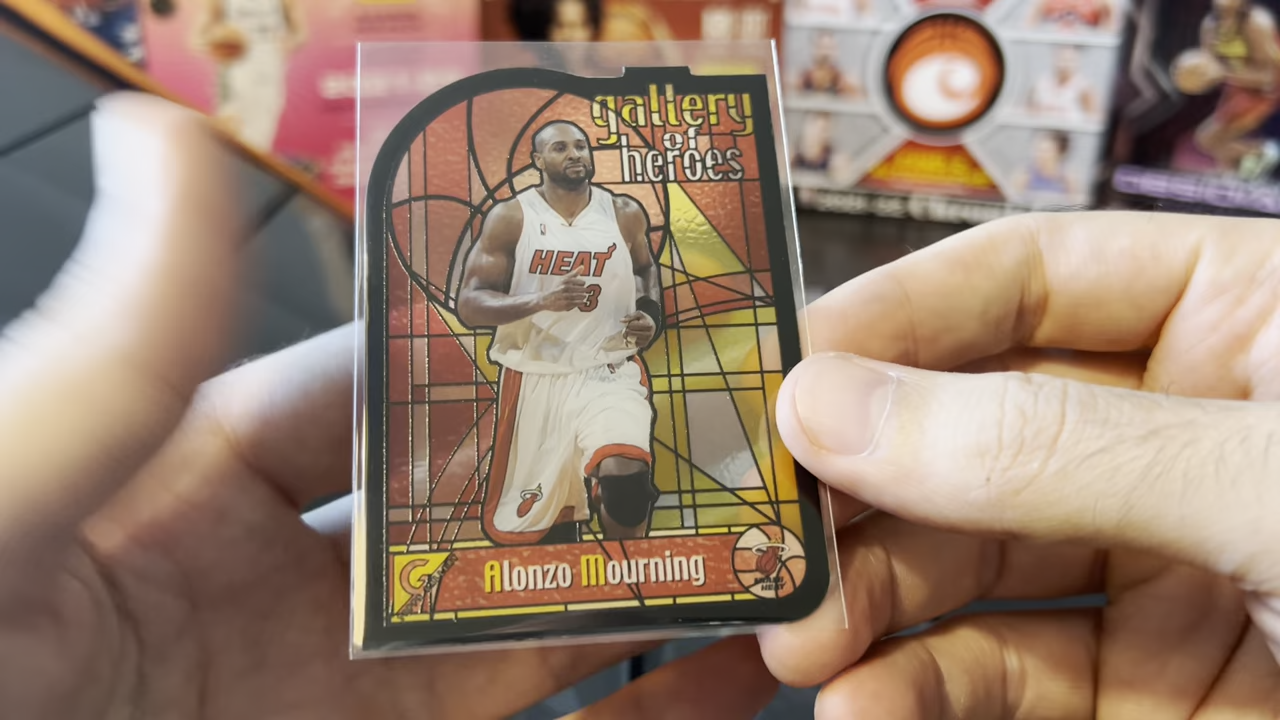 gallery
of
heroes
HEAT
3
Alonzo Mourning
G
MIAMI
HEAT